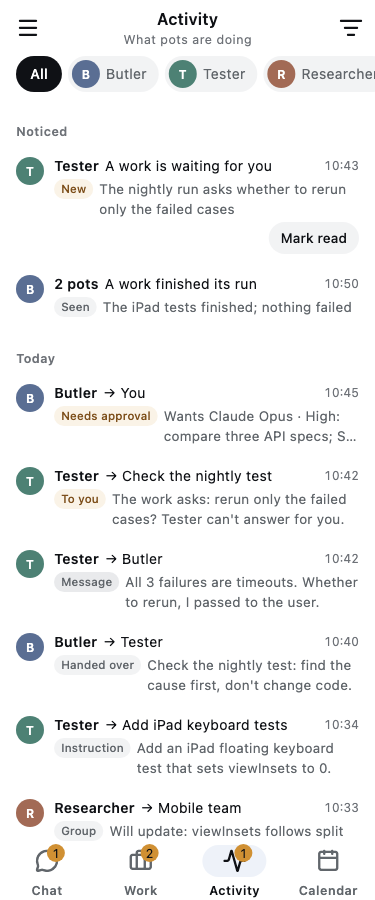 Activity
What pots are doing
All
B Butler
T Tester
R Researcher
Noticed
T
Tester A work is waiting for you 10:43
New The nightly run asks whether to rerun
only the failed cases
Mark read
B
2 pots A work finished its run 10:50
Seen The iPad tests finished; nothing failed
Today
B
Butler → You 10:45
Needs approval Wants Claude Opus · High:
compare three API specs; S…
T
Tester → Check the nightly test 10:42
To you The work asks: rerun only the failed
cases? Tester can't answer for you.
T
Tester → Butler 10:42
Message All 3 failures are timeouts. Whether
to rerun, I passed to the user.
B
Butler → Tester 10:40
Handed over Check the nightly test: find the
cause first, don't change code.
T
Tester → Add iPad keyboard tests 10:34
Instruction Add an iPad floating keyboard
test that sets viewInsets to 0.
R
Researcher → Mobile team 10:33
Group Will update: viewInsets follows split
1 2 1
Chat Work Activity Calendar